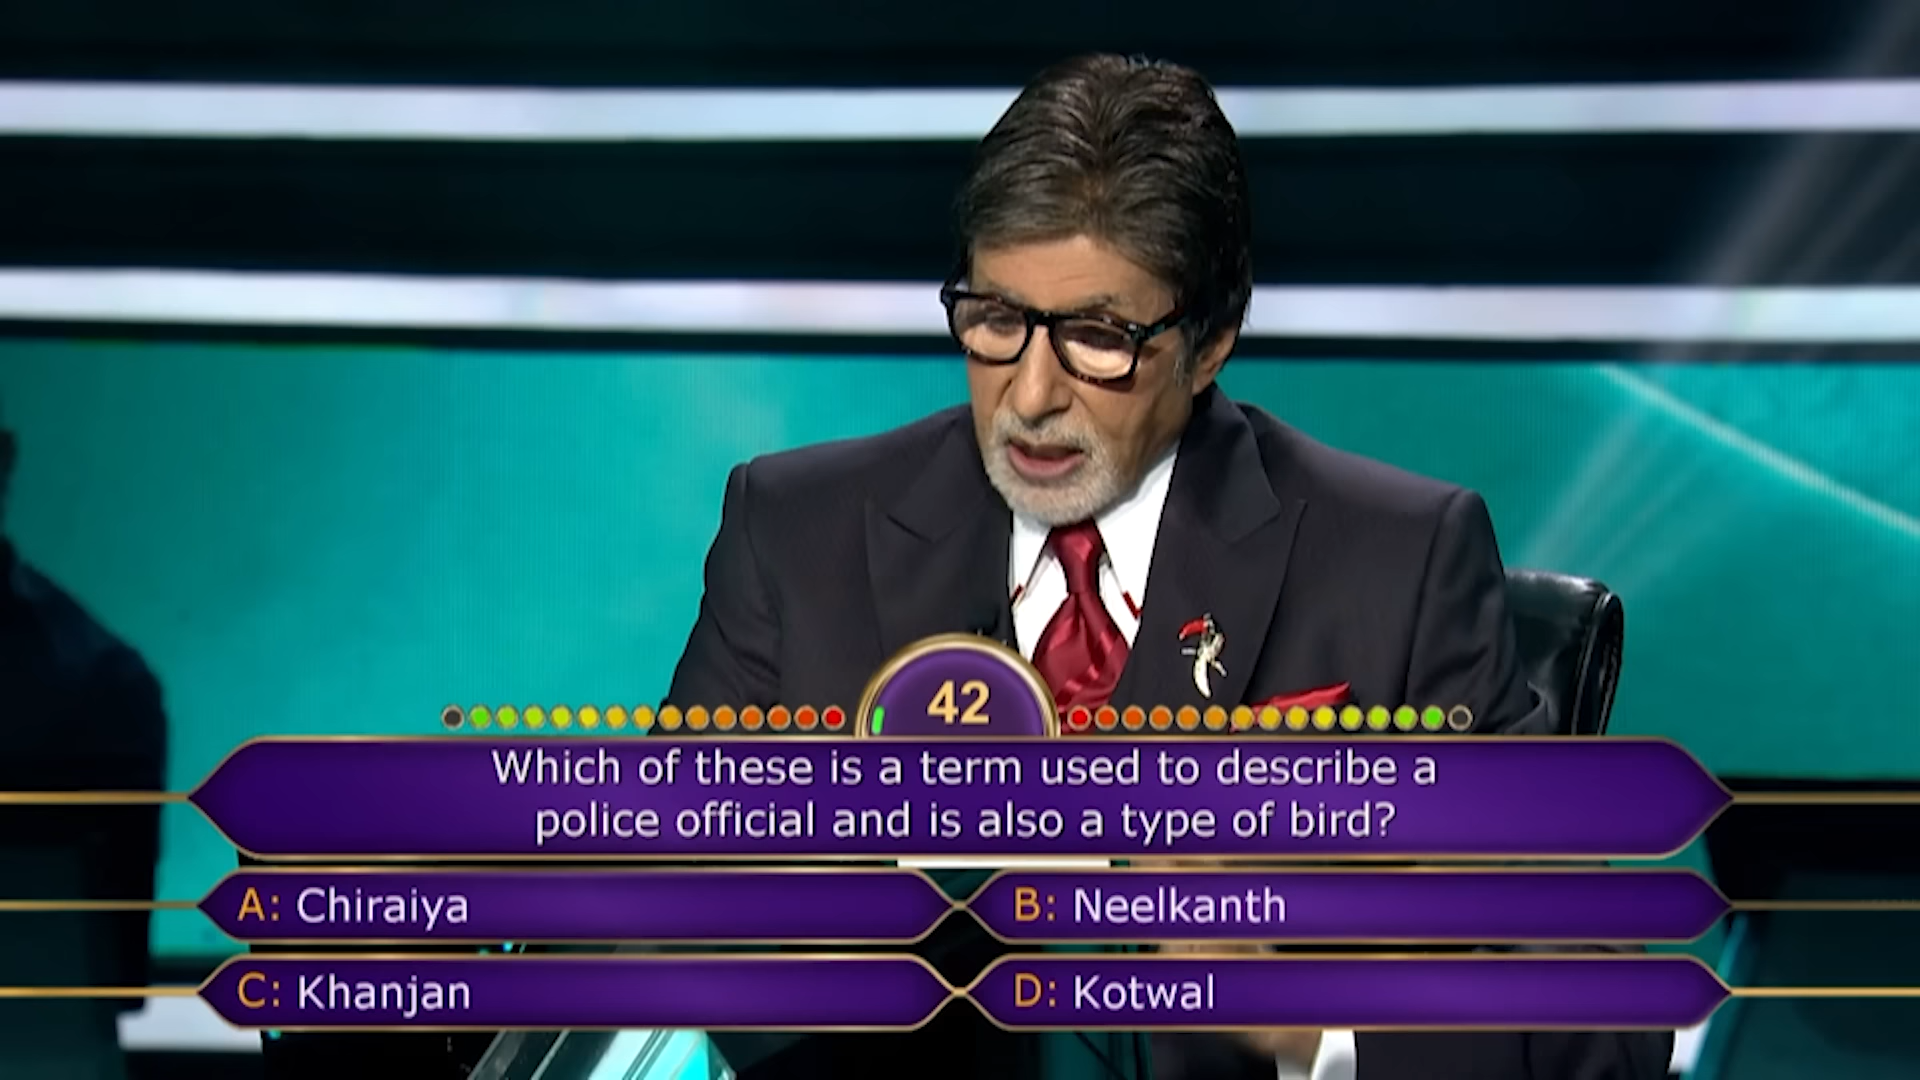 42
Which of these is a term used to describe a
police official and is also a type of bird?
A: Chiraiya
B: Neelkanth
C: Khanjan
D: Kotwal